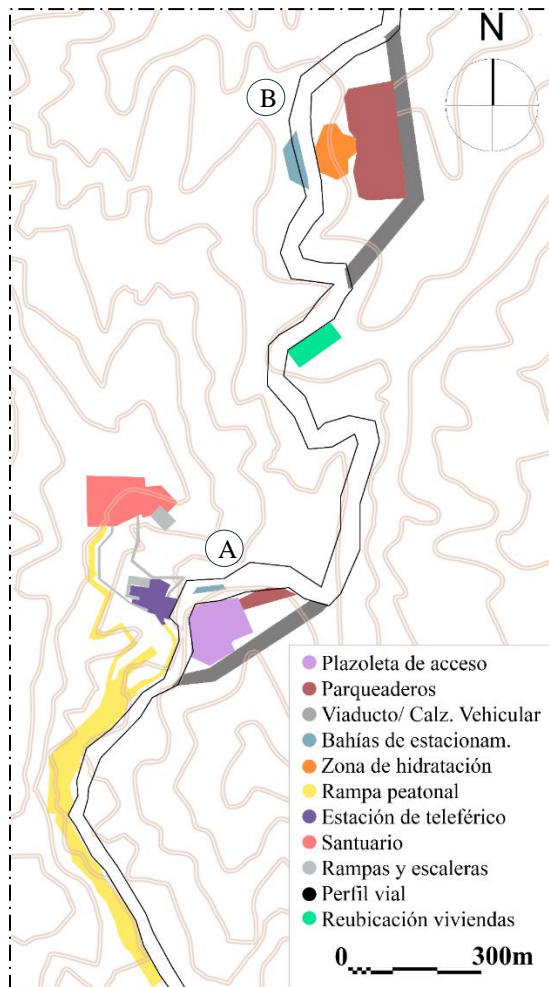 N
B
A
Plazoleta de acceso
Parqueaderos
Viaducto/ Calz. Vehicular
Bahías de estacionam.
Zona de hidratación
Rampa peatonal
Estación de teleférico
Santuario
Rampas y escaleras
Perfil vial
Reubicación viviendas
0 300m